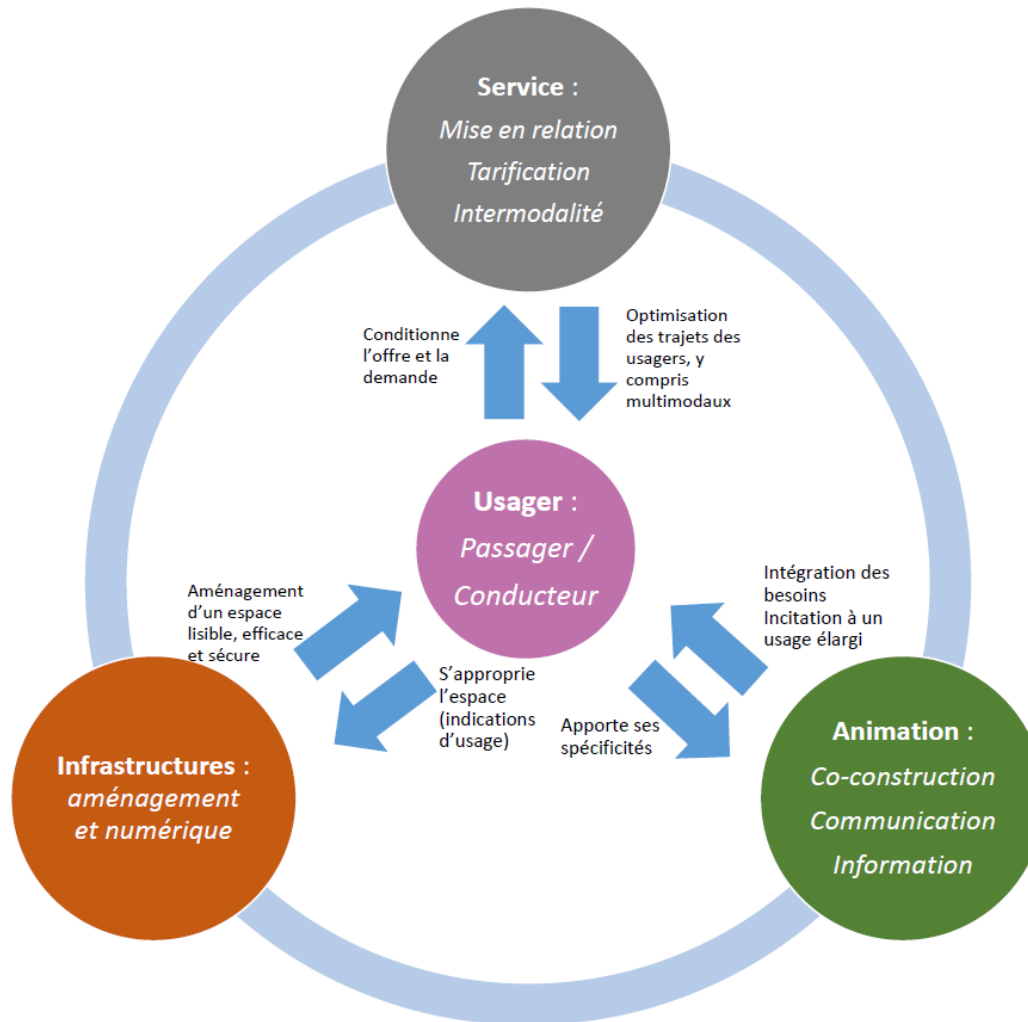 Service :
Mise en relation
Tarification
Intermodalité
Conditionne
l’offre et la
demande
Optimisation
des trajets des
usagers, y
compris
multimodaux
Usager :
Passager /
Conducteur
Aménagement
d’un espace
lisible, efficace
et sécure
S’approprie
l’espace
(indications
d’usage)
Intégration des
besoins
Incitation à un
usage élargi
Apporte ses
spécificités
Infrastructures :
aménagement
et numérique
Animation :
Co-construction
Communication
Information